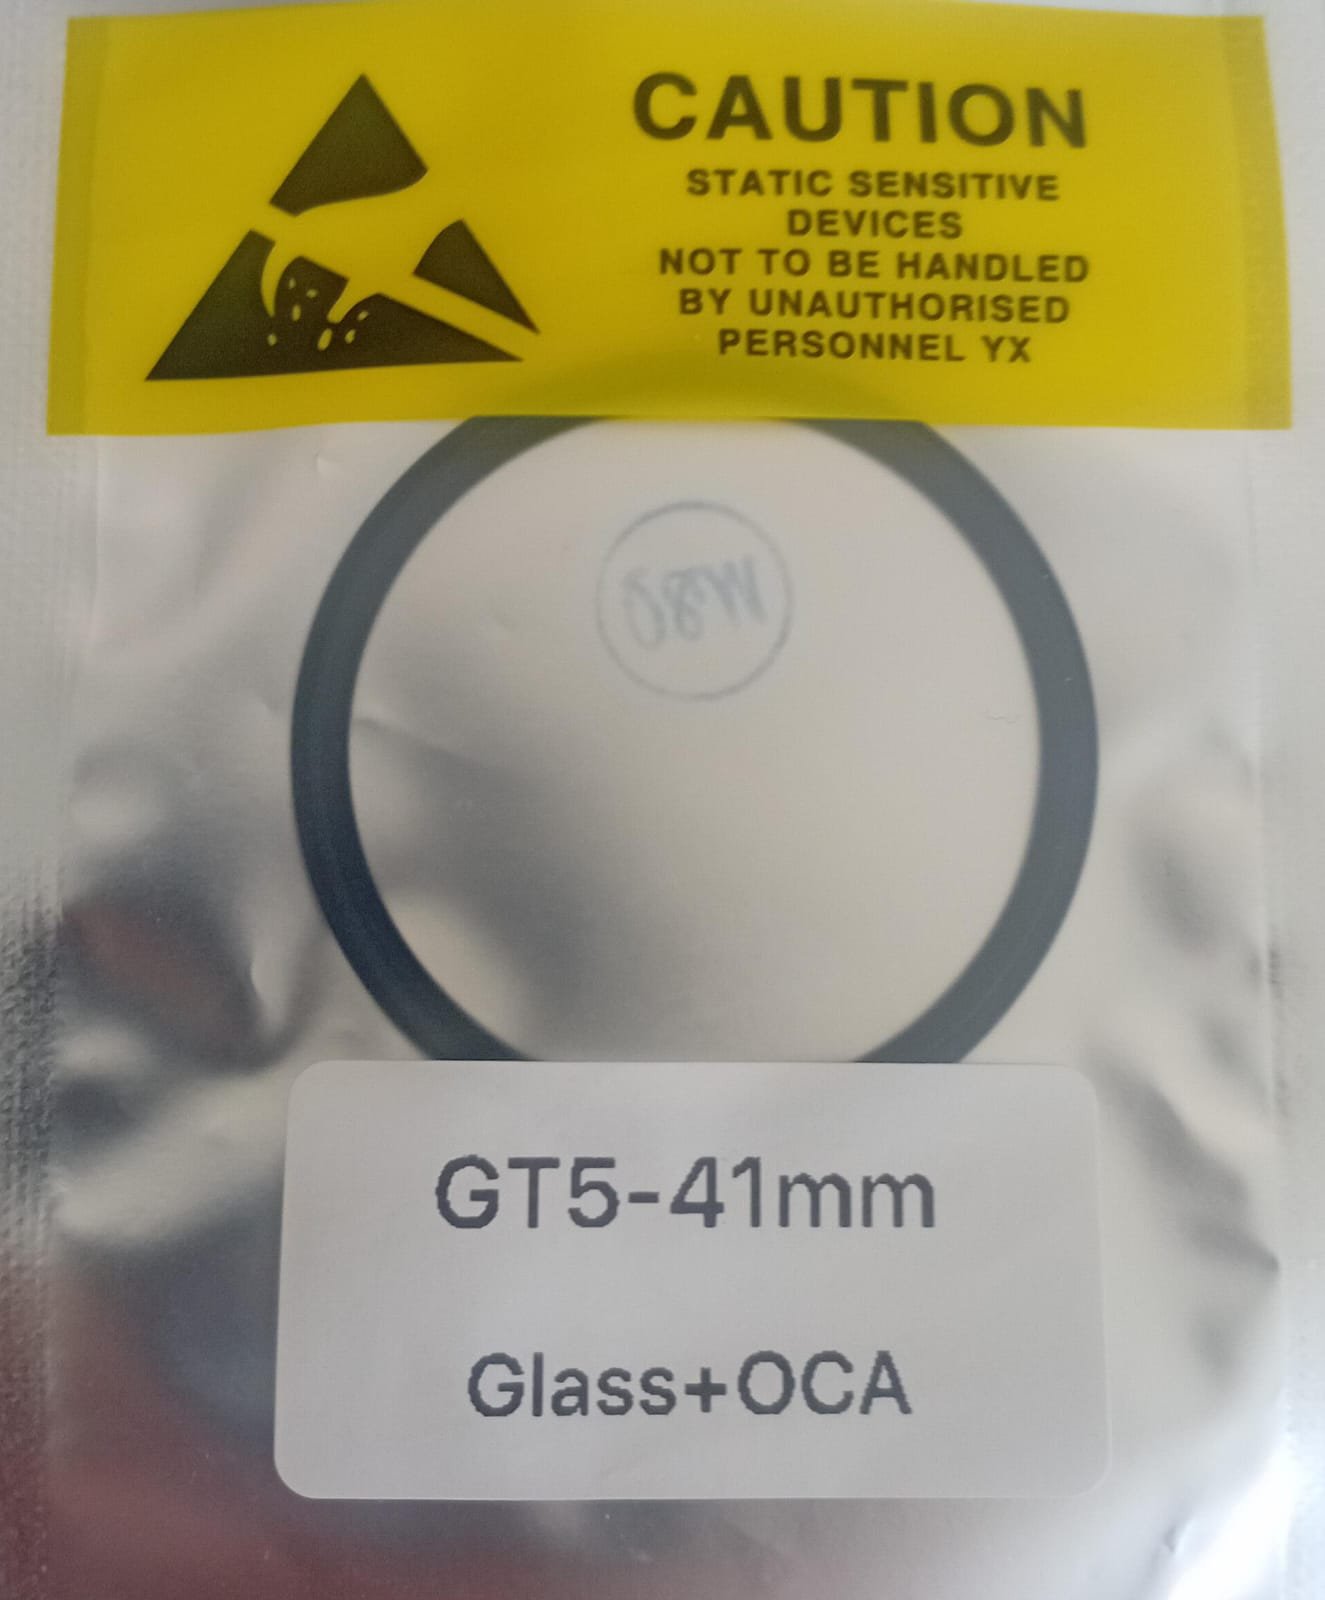 CAUTION
STATIC SENSITIVE
DEVICES
NOT TO BE HANDLED
BY UNAUTHORISED
PERSONNEL YX
GT5-41mm
Glass+OCA